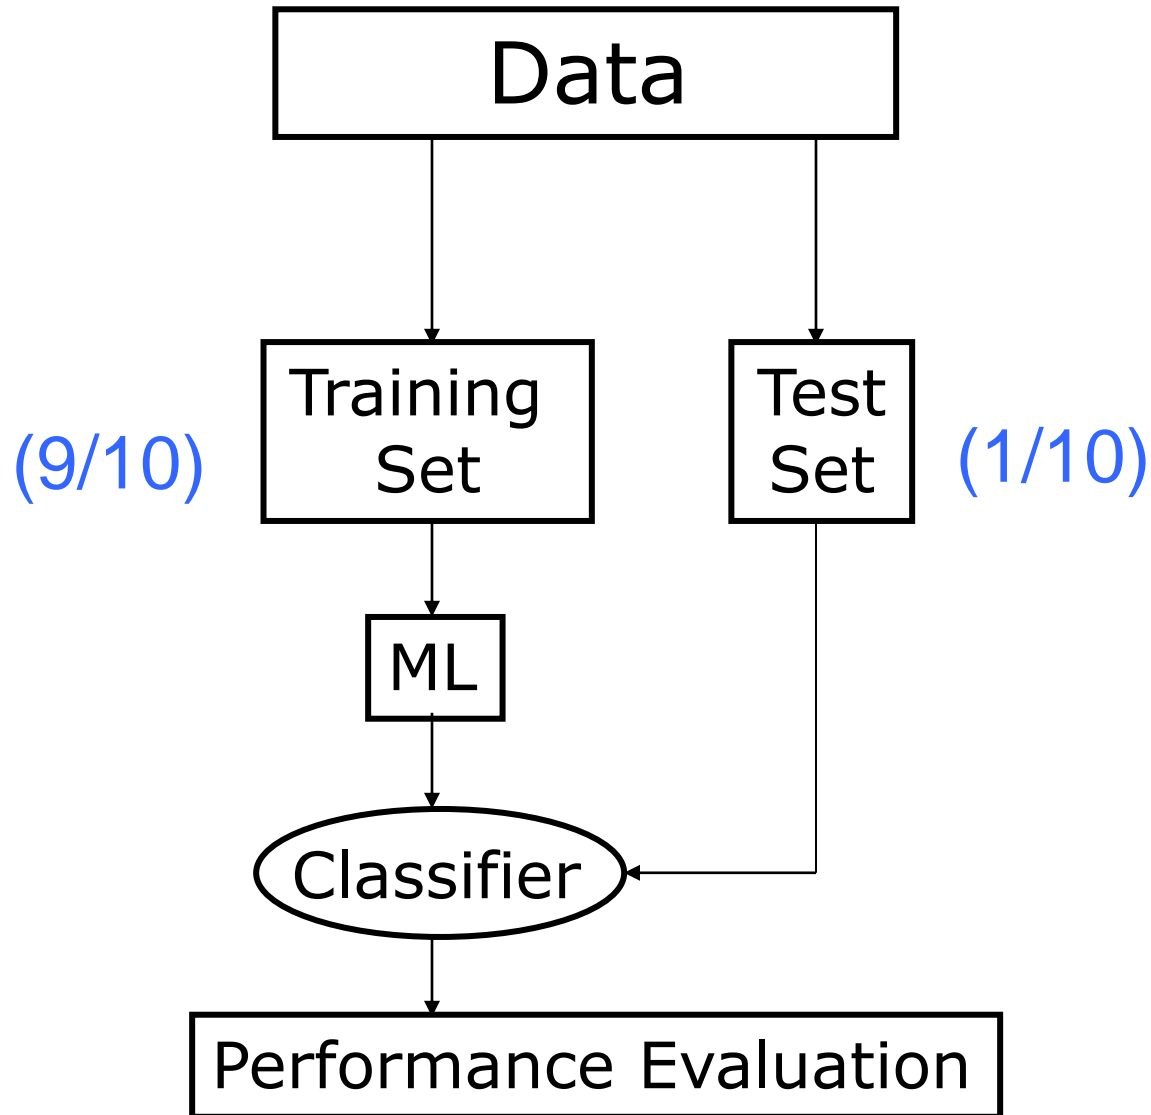 Data
Training
Set
(9/10)
Test
Set
(1/10)
ML
Classifier
Performance Evaluation